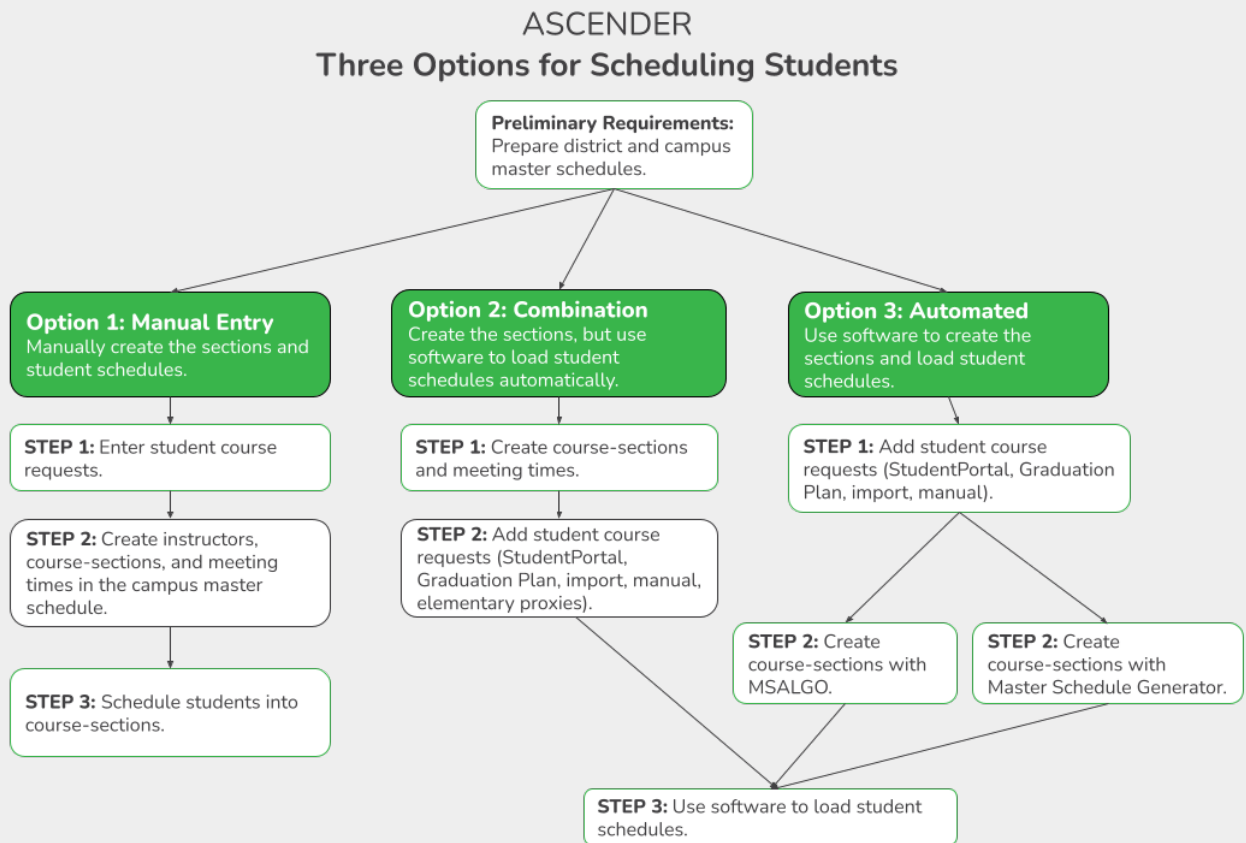 ASCENDER
Three Options for Scheduling Students
Preliminary Requirements:
Prepare district and campus
master schedules.
Option 1: Manual Entry
Manually create the sections and
student schedules.
Option 2: Combination
Create the sections, but use
software to load student
schedules automatically.
Option 3: Automated
Use software to create the
sections and load student
schedules.
STEP 1: Enter student course
requests.
STEP 1: Create course-sections
and meeting times.
STEP 1: Add student course
requests (StudentPortal, Graduation
Plan, import, manual).
STEP 2: Create instructors,
course-sections, and meeting
times in the campus master
schedule.
STEP 2: Add student course
requests (StudentPortal,
Graduation Plan, import, manual,
elementary proxies).
STEP 2: Create
course-sections with
MSALGO.
STEP 2: Create
course-sections with
Master Schedule Generator.
STEP 3: Schedule students into
course-sections.
STEP 3: Use software to load student
schedules.